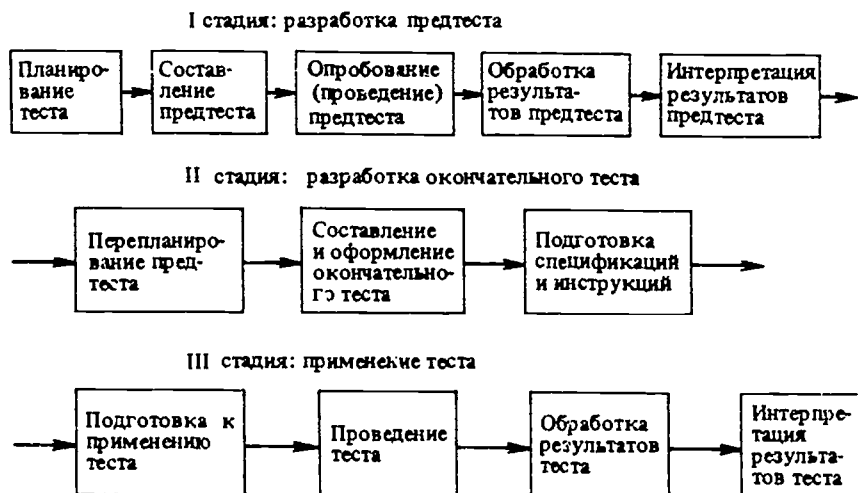 I стадия: разработка предтеста
Планиро-
вание
теста
Состав-
ление
предтеста
Опробование
(проведение)
предтеста
Обработка
результа-
тов предтеста
Интерпретация
результатов
предтеста
II стадия: разработка окончательного теста
Перепланиро-
вание пред-
теста
Составление
и оформление
окончательно-
го теста
Подготовка
спецификаций
и инструкций
III стадия: применение теста
Подготовка к
применению
теста
Проведение
теста
Обработка
результатов
теста
Интерпре-
тация
результа-
тов теста